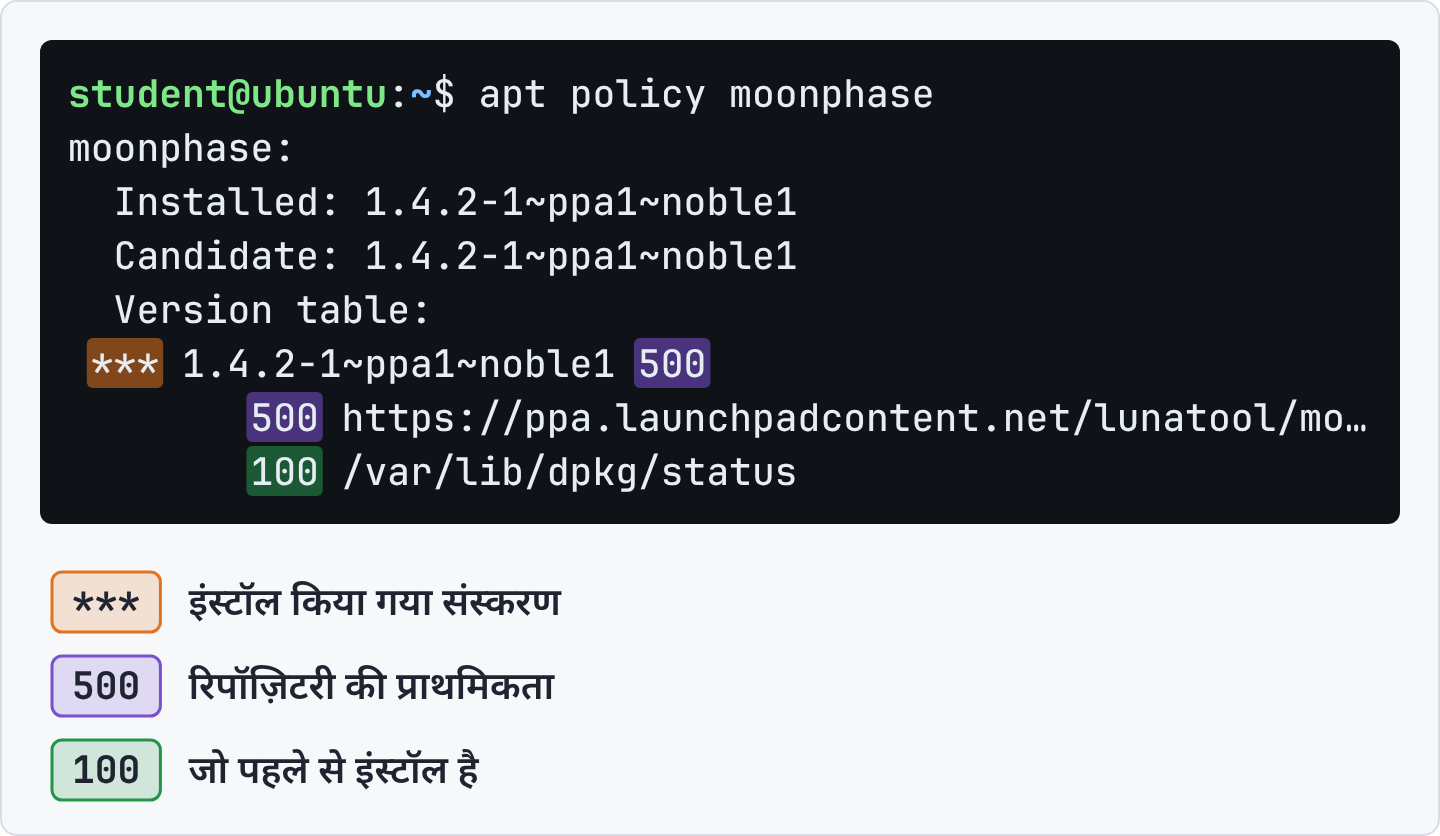 student@ubuntu:~$ apt policy moonphase
moonphase:
  Installed: 1.4.2-1~ppa1~noble1
  Candidate: 1.4.2-1~ppa1~noble1
  Version table:
 *** 1.4.2-1~ppa1~noble1 500
        500 https://ppa.launchpadcontent.net/lunatool/mo…
        100 /var/lib/dpkg/status
*** इंस्टॉल किया गया संस्करण
500 रिपॉज़िटरी की प्राथमिकता
100 जो पहले से इंस्टॉल है